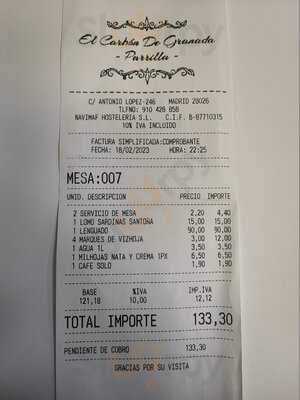 El Carbón De Granada
- Parrilla -
C/ ANTONIO LOPEZ-246 MADRID 28026
TLFNO: 910 428 858
NAVIMAF HOSTELERIA S.L. C.I.F. B-87710315
10% IVA INCLUIDO
FACTURA SIMPLIFICADA:COMPROBANTE
FECHA: 18/02/2023 HORA: 22:25
MESA:007
UNID. DESCRIPCION PRECIO IMPORTE
2 SERVICIO DE MESA 2,20 4,40
1 LOMO SARDINAS SANTOÑA 15,00 15,00
1 LENGUADO 90,00 90,00
4 MARQUES DE VIZHOJA 3,00 12,00
1 AGUA 1L 3,50 3,50
1 MILHOJAS NATA Y CREMA 1PX 6,50 6,50
1 CAFE SOLO 1,90 1,90
BASE %IVA IMP.IVA
121,18 10,00 12,12
TOTAL IMPORTE 133,30
PENDIENTE DE COBRO 133,30
GRACIAS POR SU VISITA